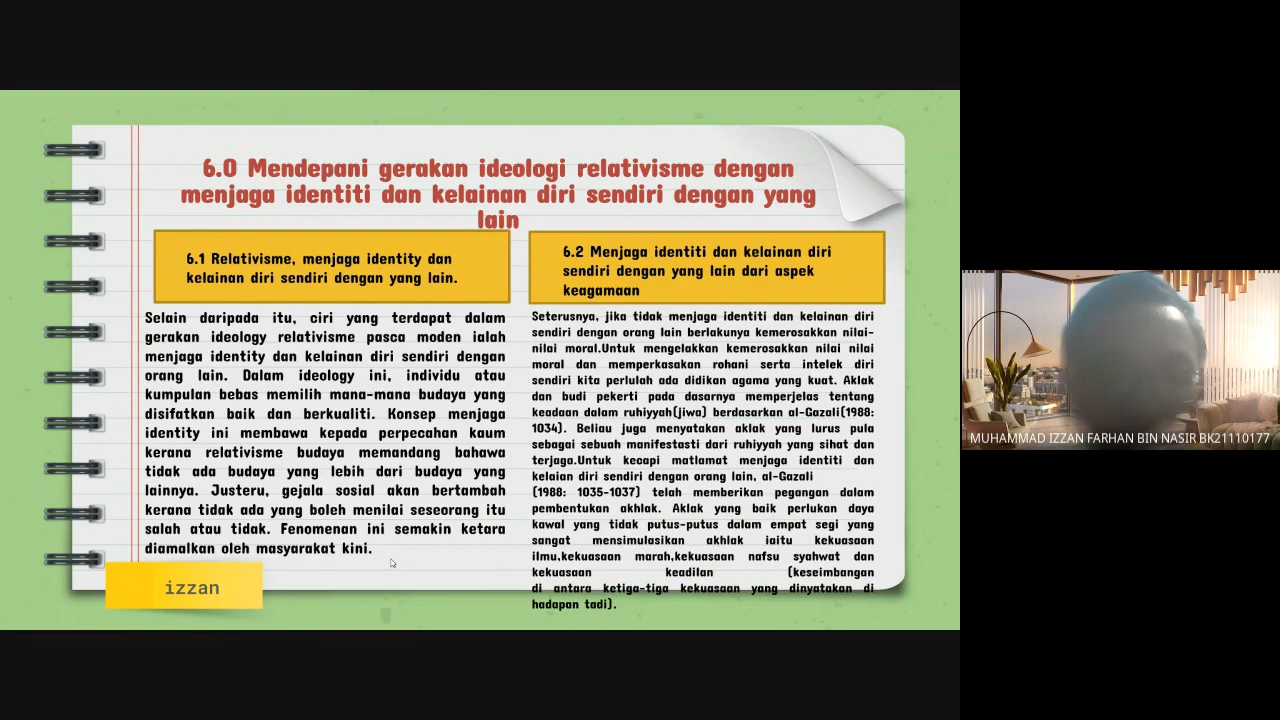 6.0 Mendepani gerakan ideologi relativisme dengan
menjaga identiti dan kelainan diri sendiri dengan yang
lain
6.1 Relativisme, menjaga identity dan
kelainan diri sendiri dengan yang lain.
Selain daripada itu, ciri yang terdapat dalam
gerakan ideology relativisme pasca moden ialah
menjaga identity dan kelainan diri sendiri dengan
orang lain. Dalam ideology ini, individu atau
kumpulan bebas memilih mana-mana budaya yang
disifatkan baik dan berkualiti. Konsep menjaga
identity ini membawa kepada perpecahan kaum
kerana relativisme budaya memandang bahawa
tidak ada budaya yang lebih dari budaya yang
lainnya. Justeru, gejala sosial akan bertambah
kerana tidak ada yang boleh menilai seseorang itu
salah atau tidak. Fenomenan ini semakin ketara
diamalkan oleh masyarakat kini.
izzan
6.2 Menjaga identiti dan kelainan diri
sendiri dengan yang lain dari aspek
keagamaan
Seterusnya, jika tidak menjaga identiti dan kelainan diri
sendiri dengan orang lain berlakunya kemerosakkan nilai-
nilai moral.Untuk mengelakkan kemerosakkan nilai nilai
moral dan memperkasakan rohani serta intelek diri
sendiri kita perlulah ada didikan agama yang kuat. Aklak
dan budi pekerti pada dasarnya memperjelas tentang
keadaan dalam ruhiyyah(jiwa) berdasarkan al-Gazali(1988:
1034). Beliau juga menyatakan aklak yang lurus pula
sebagai sebuah manifestasti dari ruhiyyah yang sihat dan
terjaga.Untuk kecapi matlamat menjaga identiti dan
kelaian diri sendiri dengan orang lain, al-Gazali
(1988: 1035-1037) telah memberikan pegangan dalam
pembentukan akhlak. Aklak yang baik perlukan daya
kawal yang tidak putus-putus dalam empat segi yang
sangat mensimulasikan akhlak iaitu kekuasaan
ilmu,kekuasaan marah,kekuasaan nafsu syahwat dan
kekuasaan keadilan (keseimbangan
di antara ketiga-tiga kekuasaan yang dinyatakan di
hadapan tadi).
MUHAMMAD IZZAN FARHAN BIN NASIR BK21110177